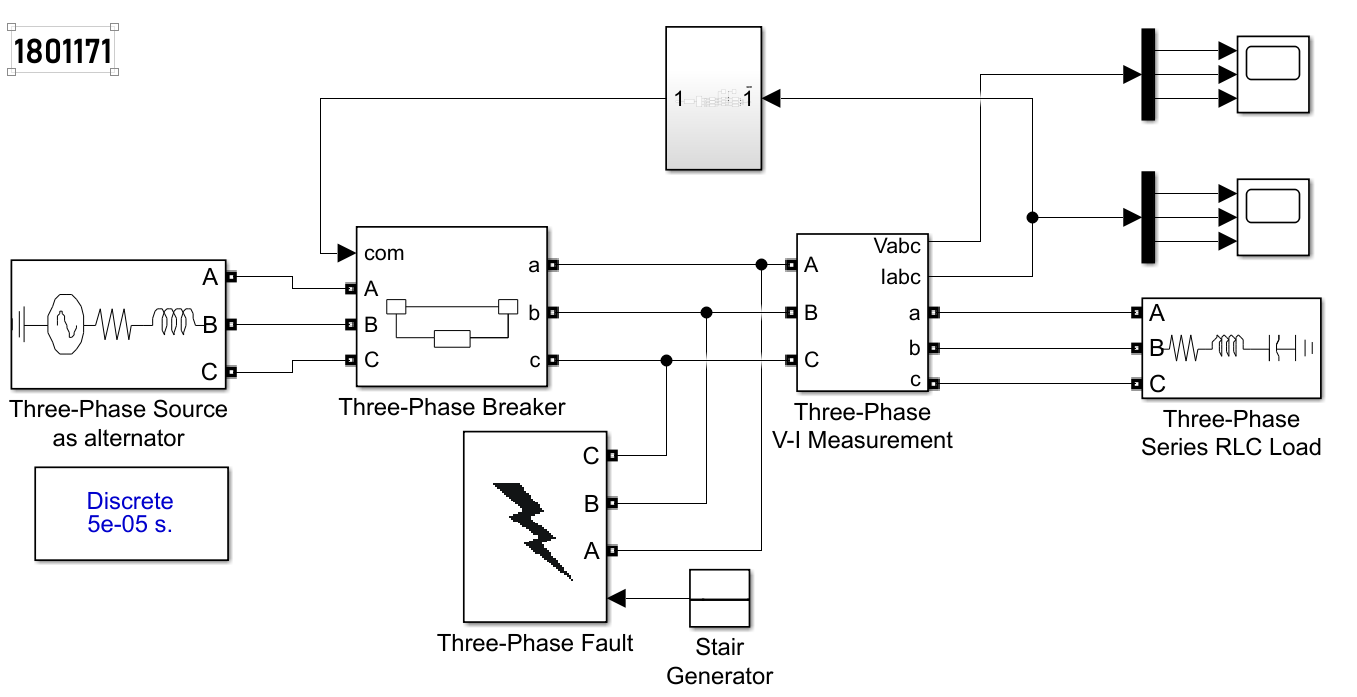 1801171
1
1
com
A
B
C
Three-Phase Source
as alternator
A
B
C
a
b
c
Three-Phase Breaker
A
B
C
Vabc
Iabc
a
b
c
Three-Phase
V-I Measurement
A
B
C
Three-Phase
Series RLC Load
Discrete
5e-05 s.
C
B
A
Three-Phase Fault
Stair
Generator